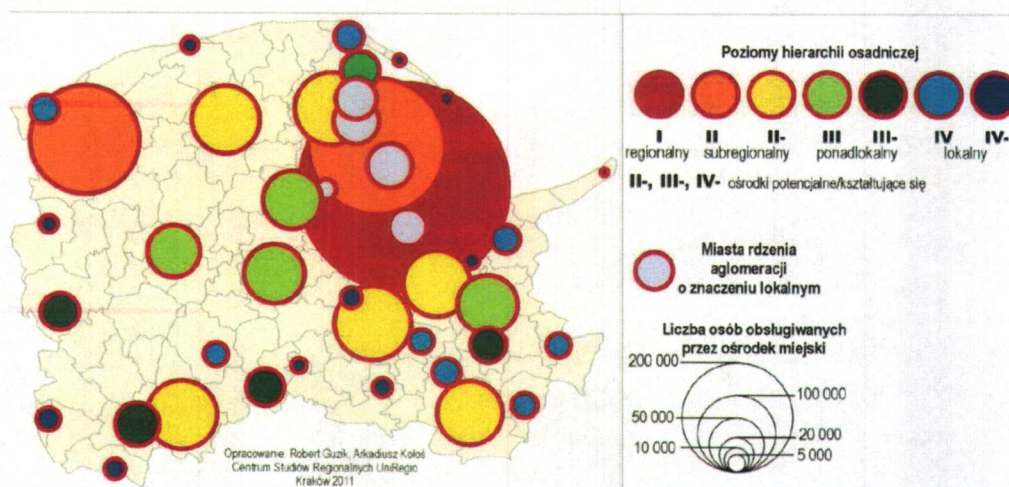 Poziomy hierarchii osadniczej
I II II- III III- IV IV-
regionalny subregionalny ponadlokalny lokalny
II-, III-, IV- ośrodki potencjalne/kształtujące się
Miasta rdzenia
aglomeracji
o znaczeniu lokalnym
Liczba osób obsługiwanych
przez ośrodek miejski
200 000
100 000
50 000
20 000
10 000
5 000
Opracowanie: Robert Guzik, Arkadiusz Kołoś
Centrum Studiów Regionalnych UniRegio
Kraków 2011